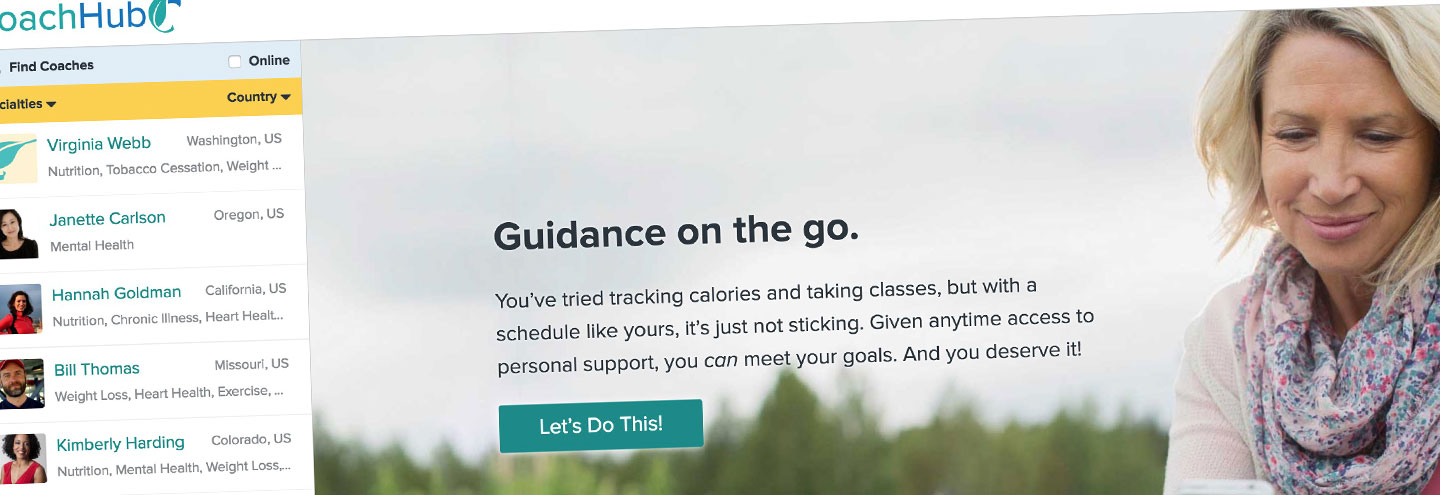 oachHub
Find Coaches
Online
cialties
Country
Virginia Webb
Washington, US
Nutrition, Tobacco Cessation, Weight ...
Janette Carlson
Oregon, US
Mental Health
Hannah Goldman
California, US
Nutrition, Chronic Illness, Heart Healt...
Bill Thomas
Missouri, US
Weight Loss, Heart Health, Exercise, ...
Kimberly Harding
Colorado, US
Nutrition, Mental Health, Weight Loss,...
Guidance on the go.
You’ve tried tracking calories and taking classes, but with a
schedule like yours, it’s just not sticking. Given anytime access to
personal support, you can meet your goals. And you deserve it!
Let’s Do This!